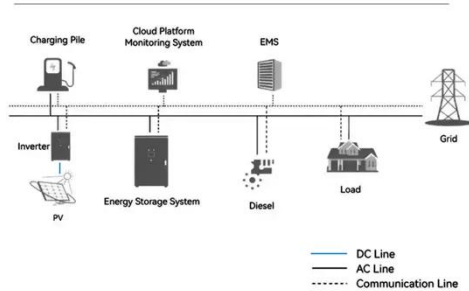 Charging Pile
Cloud Platform
Monitoring System
EMS
Grid
Inverter
PV
Energy Storage System
Diesel
Load
DC Line
AC Line
Communication Line